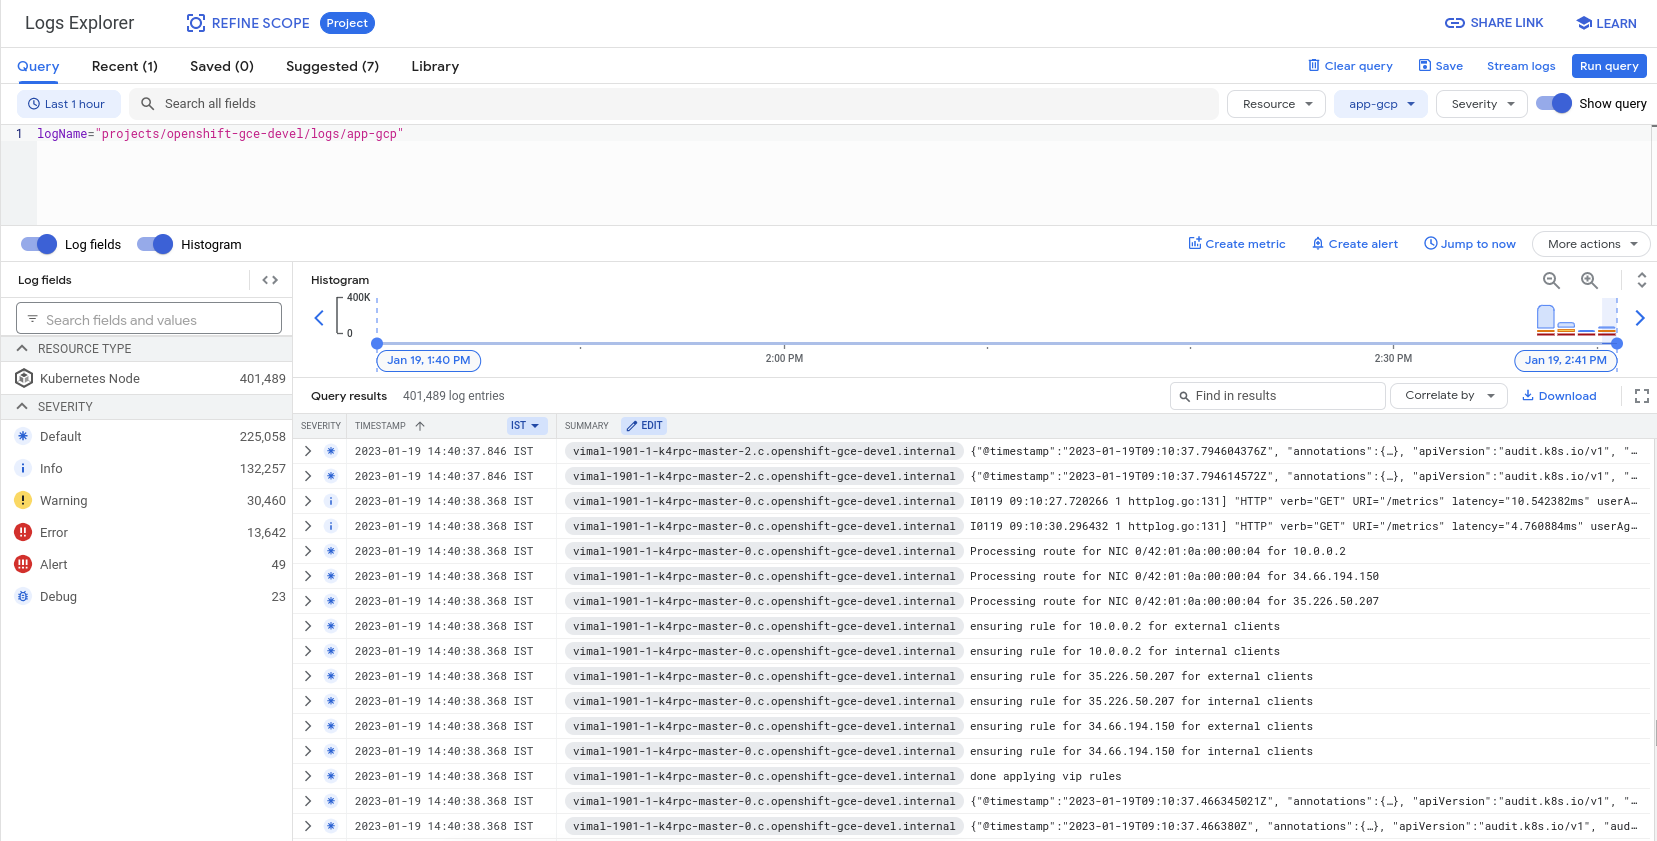 Logs Explorer REFINE SCOPE Project SHARE LINK LEARN
Query Recent (1) Saved (0) Suggested (7) Library Clear query Save Stream logs Run query
Last 1 hour Search all fields Resource app-gcp Severity Show query
1 logName="projects/openshift-gce-devel/logs/app-gcp"
Log fields Histogram Create metric Create alert Jump to now More actions
Log fields
Search fields and values
RESOURCE TYPE
Kubernetes Node 401,489
SEVERITY
Default 225,058
Info 132,257
Warning 30,460
Error 13,642
Alert 49
Debug 23
Histogram
400K
0
Jan 19, 1:40 PM 2:00 PM 2:30 PM Jan 19, 2:41 PM
Query results 401,489 log entries Find in results Correlate by Download
SEVERITY TIMESTAMP IST SUMMARY EDIT
2023-01-19 14:40:37.846 IST vimal-1901-1-k4rpc-master-2.c.openshift-gce-devel.internal {"@timestamp":"2023-01-19T09:10:37.794604376Z", "annotations":{…}, "apiVersion":"audit.k8s.io/v1", "…
2023-01-19 14:40:37.846 IST vimal-1901-1-k4rpc-master-2.c.openshift-gce-devel.internal {"@timestamp":"2023-01-19T09:10:37.794614572Z", "annotations":{…}, "apiVersion":"audit.k8s.io/v1", "…
2023-01-19 14:40:38.368 IST vimal-1901-1-k4rpc-master-0.c.openshift-gce-devel.internal I0119 09:10:27.720266 1 httplog.go:131] "HTTP" verb="GET" URI="/metrics" latency="10.542382ms" userA…
2023-01-19 14:40:38.368 IST vimal-1901-1-k4rpc-master-0.c.openshift-gce-devel.internal I0119 09:10:30.296432 1 httplog.go:131] "HTTP" verb="GET" URI="/metrics" latency="4.760884ms" userAg…
2023-01-19 14:40:38.368 IST vimal-1901-1-k4rpc-master-0.c.openshift-gce-devel.internal Processing route for NIC 0/42:01:0a:00:00:04 for 10.0.0.2
2023-01-19 14:40:38.368 IST vimal-1901-1-k4rpc-master-0.c.openshift-gce-devel.internal Processing route for NIC 0/42:01:0a:00:00:04 for 34.66.194.150
2023-01-19 14:40:38.368 IST vimal-1901-1-k4rpc-master-0.c.openshift-gce-devel.internal Processing route for NIC 0/42:01:0a:00:00:04 for 35.226.50.207
2023-01-19 14:40:38.368 IST vimal-1901-1-k4rpc-master-0.c.openshift-gce-devel.internal ensuring rule for 10.0.0.2 for external clients
2023-01-19 14:40:38.368 IST vimal-1901-1-k4rpc-master-0.c.openshift-gce-devel.internal ensuring rule for 10.0.0.2 for internal clients
2023-01-19 14:40:38.368 IST vimal-1901-1-k4rpc-master-0.c.openshift-gce-devel.internal ensuring rule for 35.226.50.207 for external clients
2023-01-19 14:40:38.368 IST vimal-1901-1-k4rpc-master-0.c.openshift-gce-devel.internal ensuring rule for 35.226.50.207 for internal clients
2023-01-19 14:40:38.368 IST vimal-1901-1-k4rpc-master-0.c.openshift-gce-devel.internal ensuring rule for 34.66.194.150 for external clients
2023-01-19 14:40:38.368 IST vimal-1901-1-k4rpc-master-0.c.openshift-gce-devel.internal ensuring rule for 34.66.194.150 for internal clients
2023-01-19 14:40:38.368 IST vimal-1901-1-k4rpc-master-0.c.openshift-gce-devel.internal done applying vip rules
2023-01-19 14:40:38.368 IST vimal-1901-1-k4rpc-master-0.c.openshift-gce-devel.internal {"@timestamp":"2023-01-19T09:10:37.466345021Z", "annotations":{…}, "apiVersion":"audit.k8s.io/v1", "…
2023-01-19 14:40:38.368 IST vimal-1901-1-k4rpc-master-0.c.openshift-gce-devel.internal {"@timestamp":"2023-01-19T09:10:37.466380Z", "annotations":{…}, "apiVersion":"audit.k8s.io/v1", "aud…